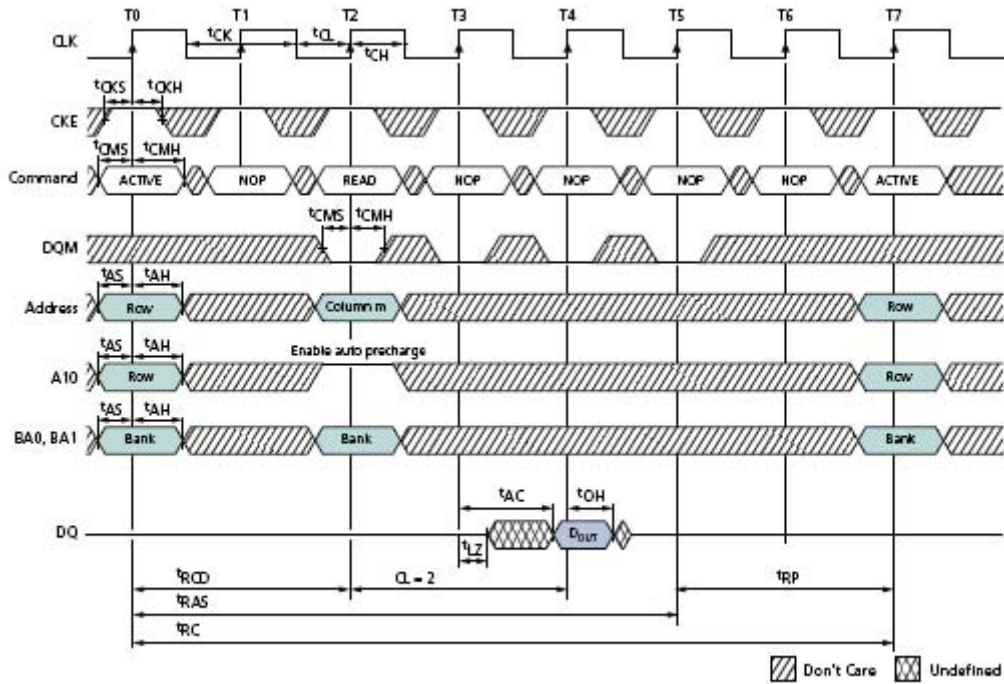 T0 T1 T2 T3 T4 T5 T6 T7
CLK
tCK tCL
tCH
tCKS tCKH
CKE
tCMS tCMH
Command ACTIVE NOP READ NOP NOP NOP NOP ACTIVE
tCMS tCMH
DQM
tAS tAH
Address Row Column m Row
tAS tAH Enable auto precharge
A10 Row Row
tAS tAH
BA0, BA1 Bank Bank Bank
tAC tOH
DQ DOUT
tLZ
tRCD CL = 2 tRP
tRAS
tRC
Don't Care Undefined